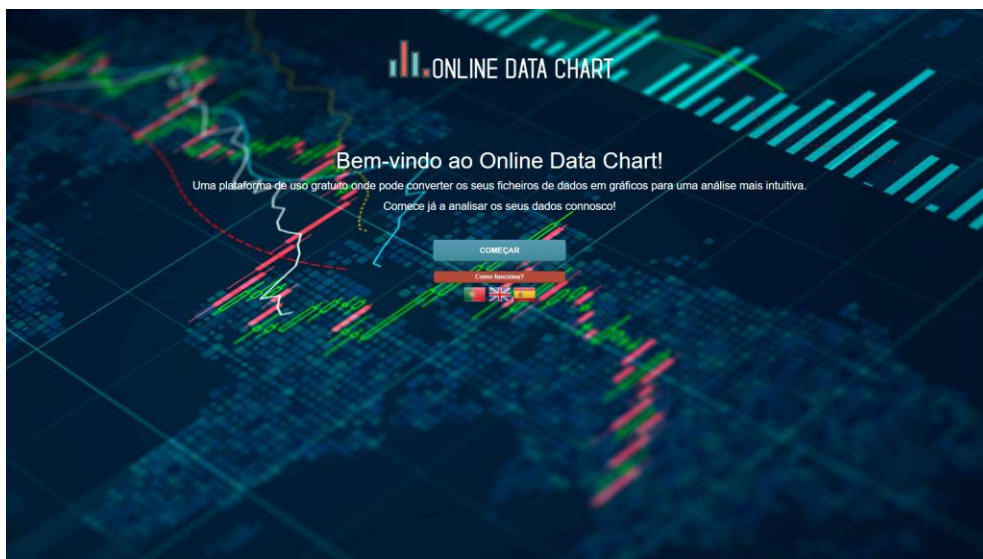 ONLINE DATA CHART
Bem-vindo ao Online Data Chart!
Uma plataforma de uso gratuito onde pode converter os seus ficheiros de dados em gráficos para uma análise mais intuitiva.
Comece já a analisar os seus dados connosco!
COMEÇAR
Como funciona?